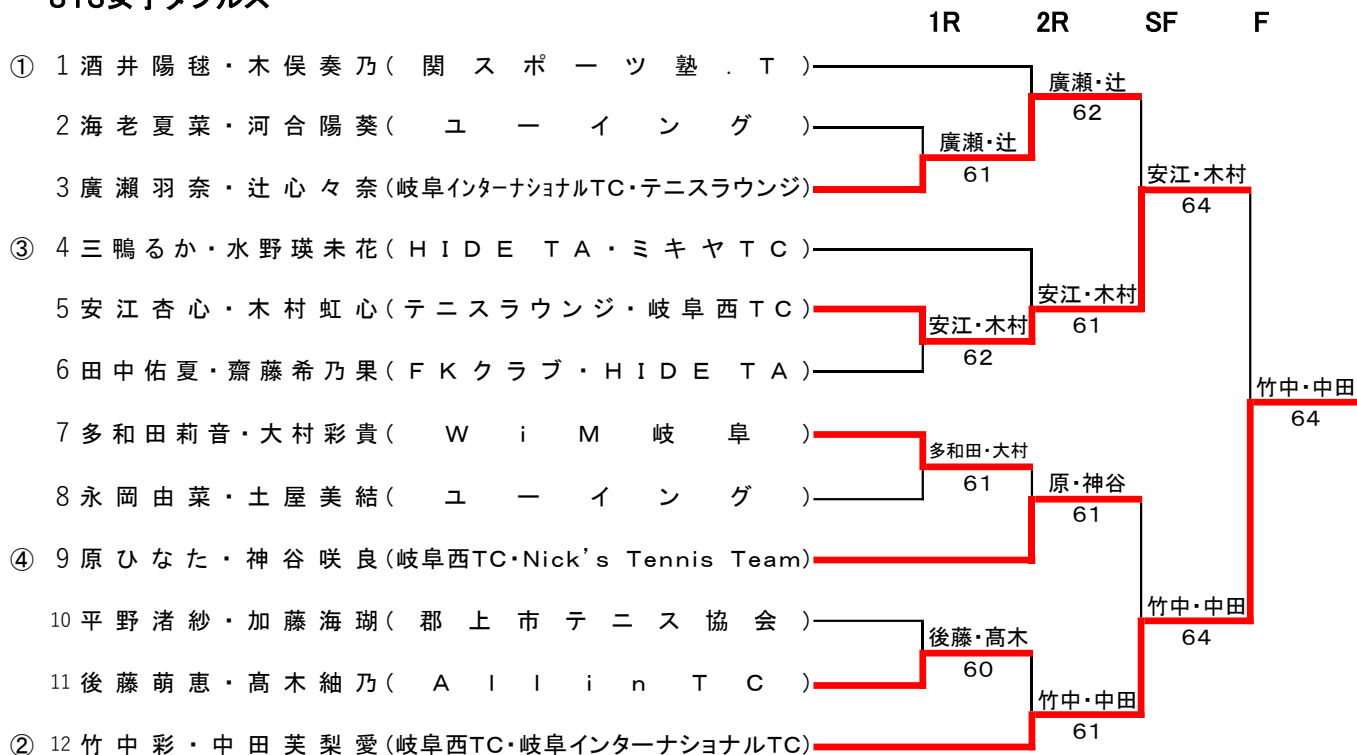 1R 2R SF F
① 1 酒井陽毬・木俣奏乃(関スポーツ塾.T)
廣瀬・辻
62
2 海老夏菜・河合陽葵(ユーイング)
廣瀬・辻
61
3 廣瀨羽奈・辻心々奈(岐阜インターナショナルTC・テニスラウンジ)
安江・木村
64
③ 4 三鴨るか・水野瑛未花(HIDE TA・ミキヤTC)
安江・木村
61
5 安江杏心・木村虹心(テニスラウンジ・岐阜西TC)
安江・木村
62
6 田中佑夏・齋藤希乃果(FKクラブ・HIDE TA)
竹中・中田
64
7 多和田莉音・大村彩貴(WiM岐阜)
多和田・大村
61
8 永岡由菜・土屋美結(ユーイング)
原・神谷
61
④ 9 原ひなた・神谷咲良(岐阜西TC・Nick's Tennis Team)
竹中・中田
64
10 平野渚紗・加藤海瑚(郡上市テニス協会)
後藤・髙木
60
11 後藤萌恵・髙木紬乃(AllinTC)
竹中・中田
61
② 12 竹中彩・中田芙梨愛(岐阜西TC・岐阜インターナショナルTC)